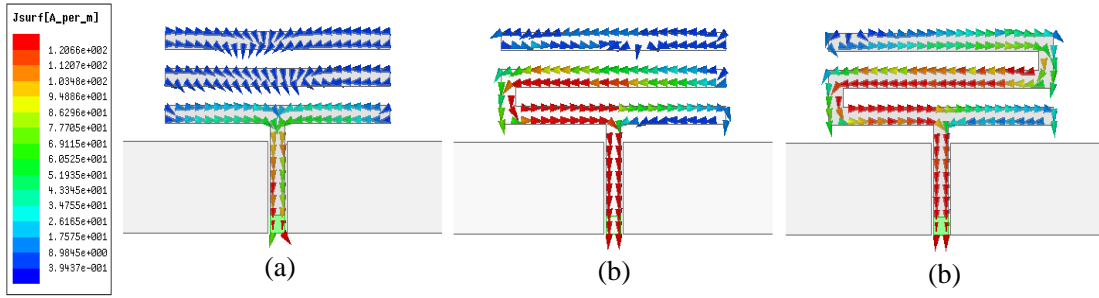 Jsurf[A_per_m]
1.2066e+002
1.1207e+002
1.0348e+002
9.4886e+001
8.6296e+001
7.7705e+001
6.9115e+001
6.0525e+001
5.1935e+001
4.3345e+001
3.4755e+001
2.6165e+001
1.7575e+001
8.9845e+000
3.9437e-001
(a)
(b)
(b)